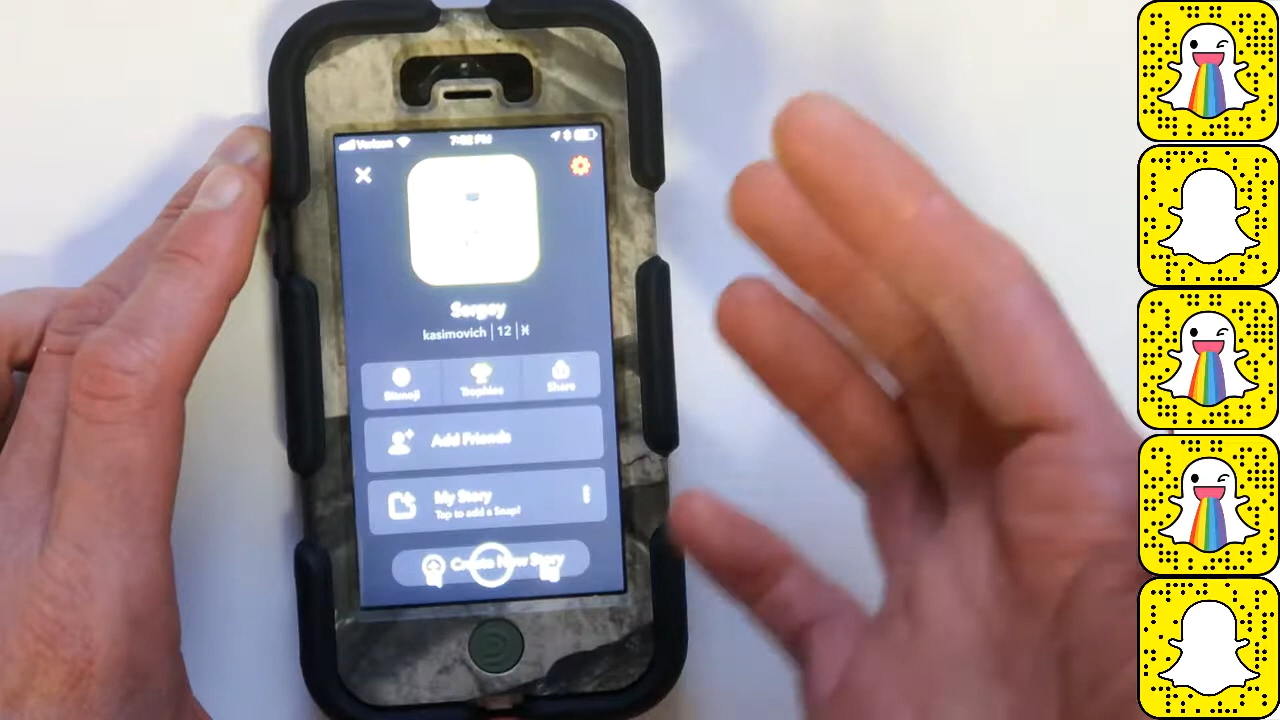 Verizon 7:02 PM
Sergey
kasimovich | 12 |
Bitmoji Trophies Share
Add Friends
My Story
Tap to add a Snap!
Create New Story